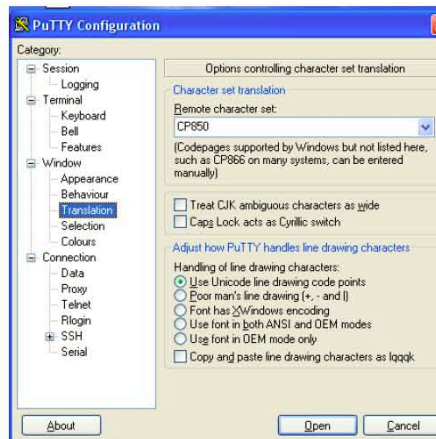 PuTTY Configuration
Category:
Session
Logging
Terminal
Keyboard
Bell
Features
Window
Appearance
Behaviour
Translation
Selection
Colours
Connection
Data
Proxy
Telnet
Rlogin
SSH
Serial
Options controlling character set translation
Character set translation
Remote character set:
CP850
(Codepages supported by Windows but not listed here,
such as CP866 on many systems, can be entered
manually)
Treat CJK ambiguous characters as wide
Caps Lock acts as Cyrillic switch
Adjust how PuTTY handles line drawing characters
Handling of line drawing characters:
Use Unicode line drawing code points
Poor man's line drawing (+, - and |)
Font has XWindows encoding
Use font in both ANSI and OEM modes
Use font in OEM mode only
Copy and paste line drawing characters as lqqqk
About
Open
Cancel